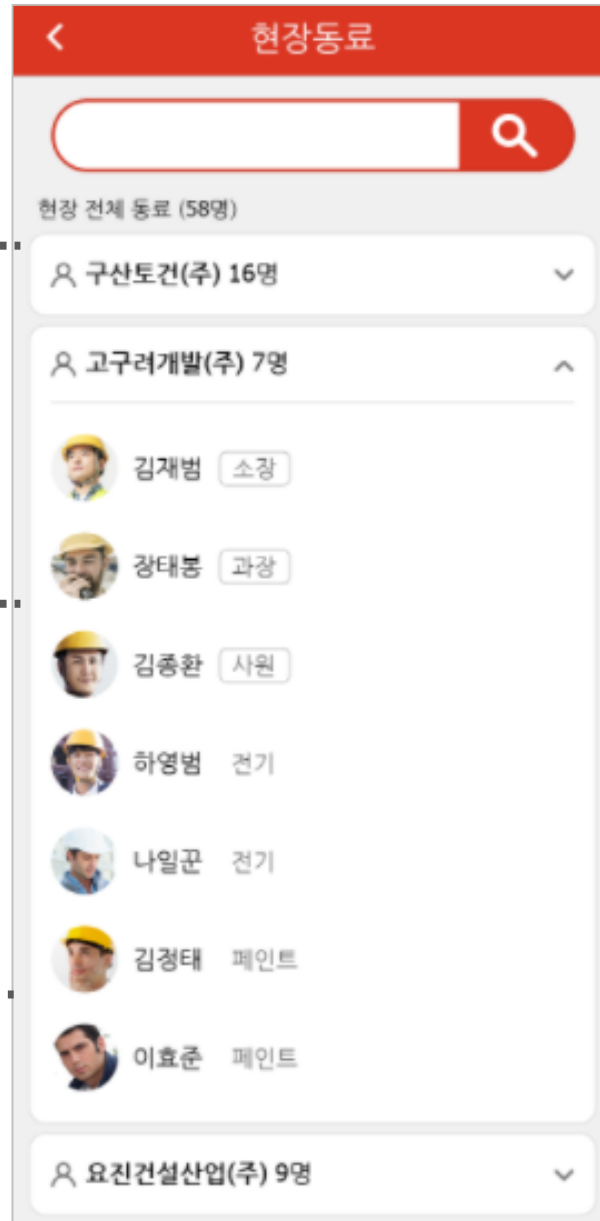 현장동료
현장 전체 동료 (58명)
구산토건(주) 16명
고구려개발(주) 7명
김재범 소장
장태봉 과장
김종환 사원
하영범 전기
나일꾼 전기
김정태 페인트
이효준 페인트
요진건설산업(주) 9명